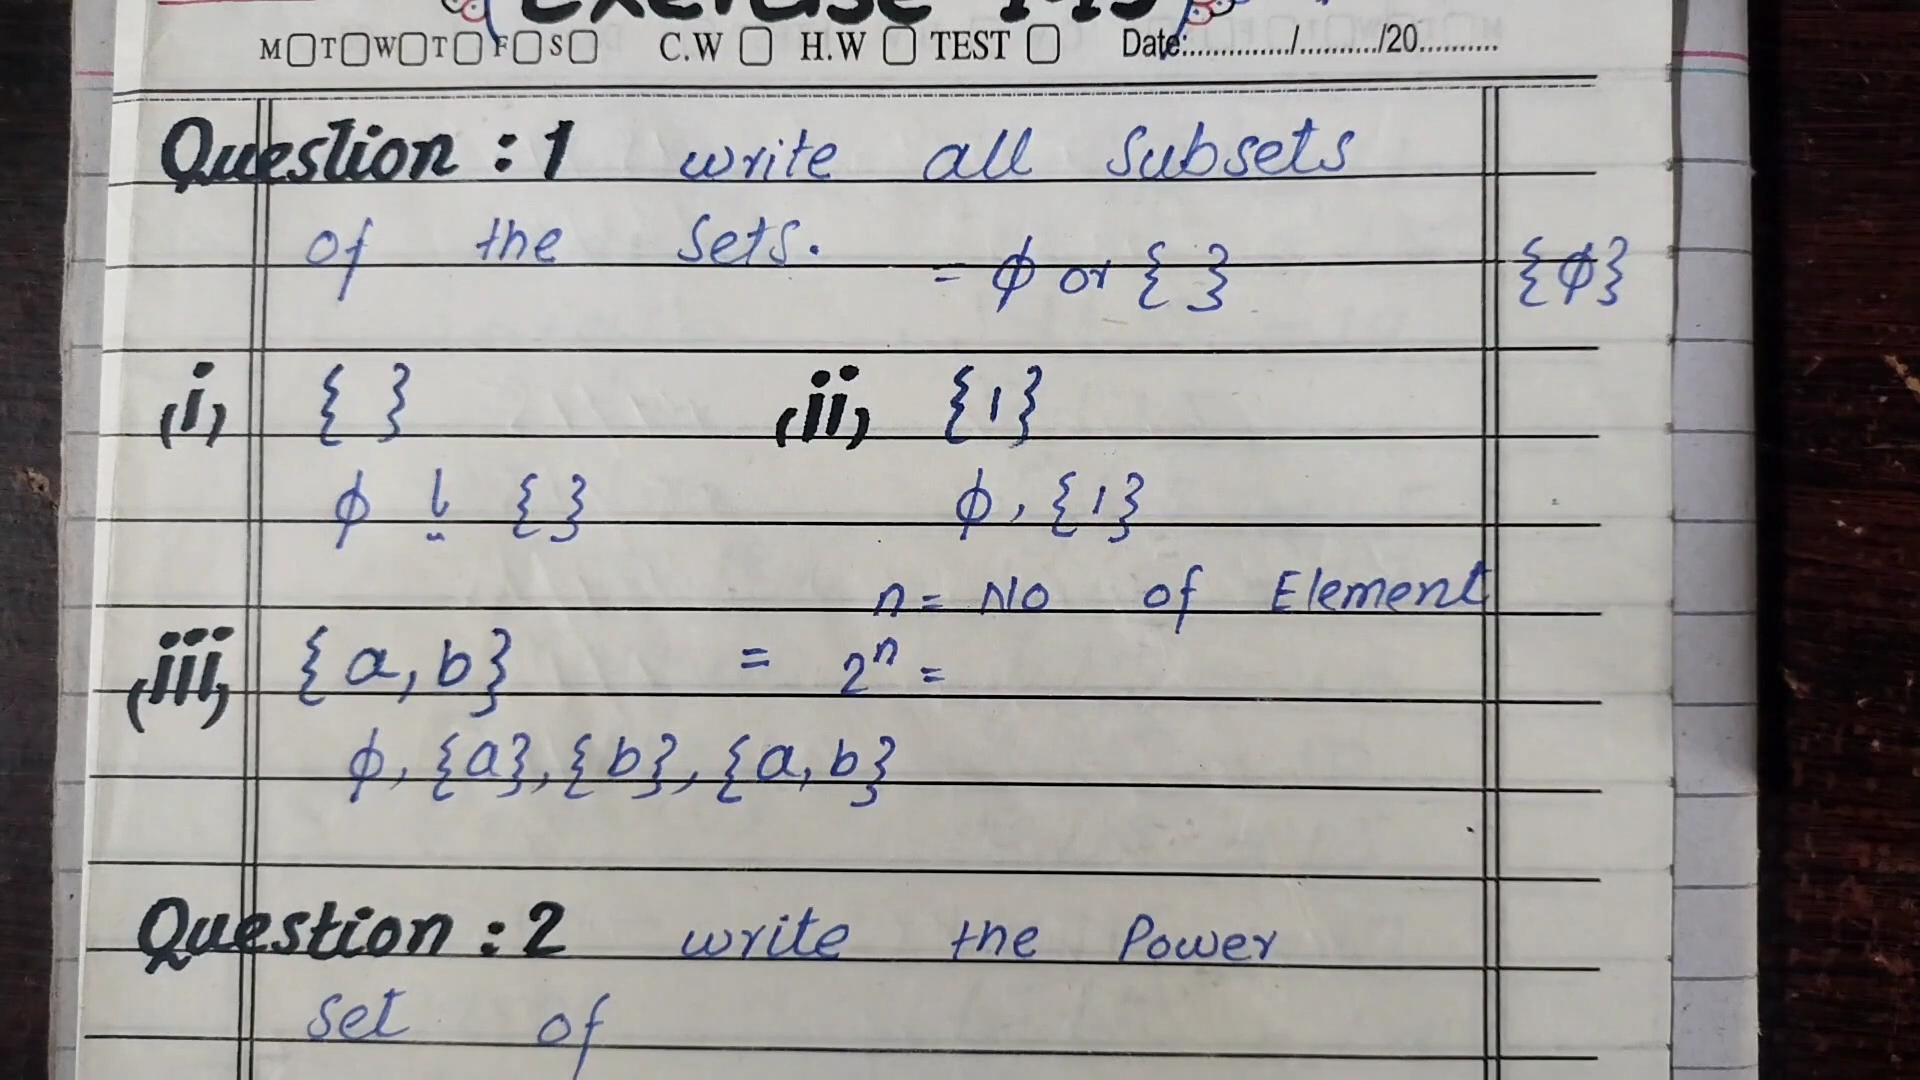 M T W T F S C.W H.W TEST Date:............../.........../20..........
Question : 1 write all subsets
of the sets. = φ or { } {φ}
(i) { } (ii) {1}
φ یا { } φ, {1}
n = No of Element
(iii) {a, b} = 2ⁿ =
φ, {a}, {b}, {a, b}
Question : 2 write the Power
set of